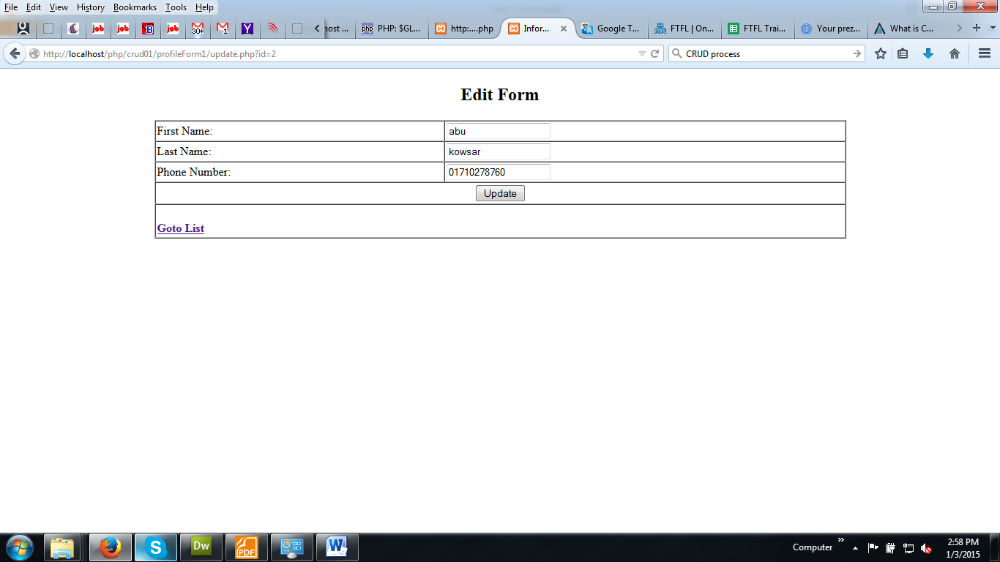 File Edit View History Bookmarks Tools Help
job job B job 30+ 1 Y ost ... php PHP: $GL... http:....php Infor... Google T... FTFL | On... FTFL Trai... Your prez... What is C...
http://localhost/php/crud01/profileForm1/update.php?id=2 CRUD process
Edit Form
First Name: abu
Last Name: kowsar
Phone Number: 01710278760
Update
Goto List
S Dw PDF W Computer 2:58 PM
1/3/2015